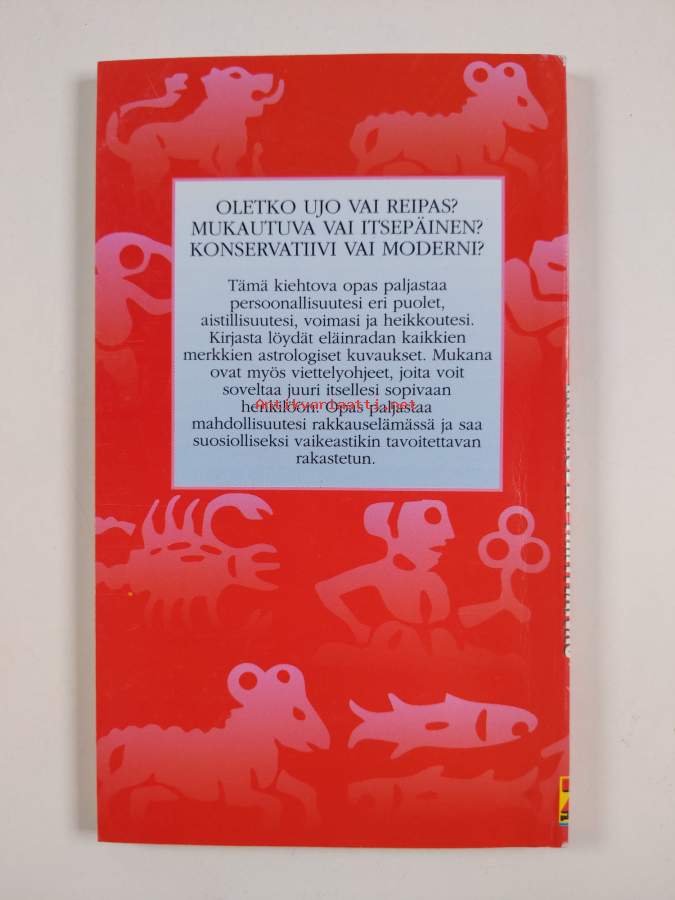 OLETKO UJO VAI REIPAS?
MUKAUTUVA VAI ITSEPÄINEN?
KONSERVATIIVI VAI MODERNI?
Tämä kiehtova opas paljastaa
persoonallisuutesi eri puolet,
aistillisuutesi, voimasi ja heikkoutesi.
Kirjasta löydät eläinradan kaikkien
merkkien astrologiset kuvaukset. Mukana
ovat myös viettelyohjeet, joita voit
soveltaa juuri itsellesi sopivaan
henkilöön. Opas paljastaa
Antikvariaatti.net
mahdollisuutesi rakkauselämässä ja saa
suosiolliseksi vaikeastikin tavoitettavan
rakastetun.